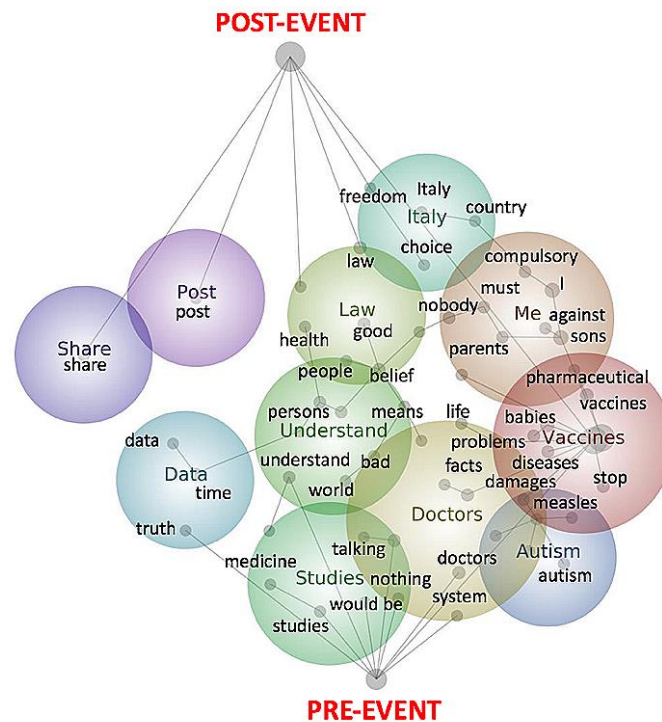 POST-EVENT
freedom
Italy
Italy
country
choice
law
compulsory
I
must
Post
post
Law
nobody
Me
against
good
sons
health
Share
share
parents
people
belief
pharmaceutical
persons
means
life
babies
vaccines
Understand
problems
Vaccines
data
understand
bad
facts
diseases
Data
time
world
damages
stop
measles
Doctors
truth
talking
Autism
medicine
doctors
autism
Studies
nothing
would be
system
studies
PRE-EVENT